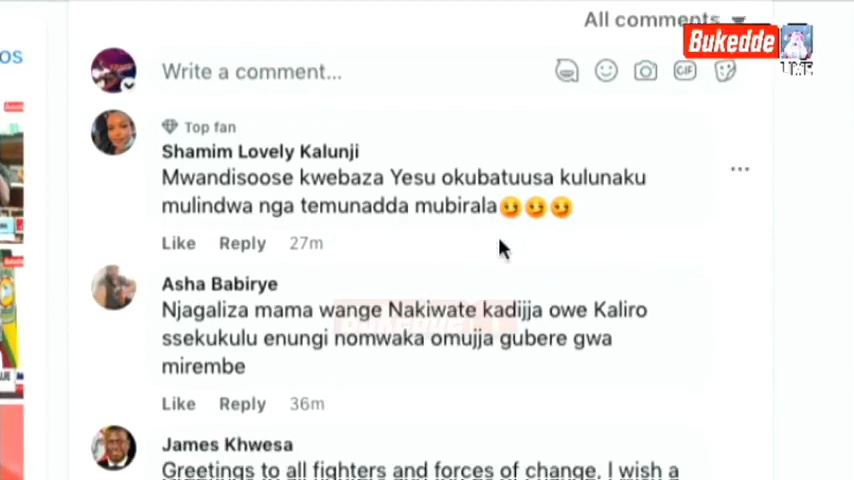 All comments
Bukedde
OS
Write a comment...
GIF
Top fan
Shamim Lovely Kalunji
Mwandisoose kwebaza Yesu okubatuusa kulunaku
mulindwa nga temunadda mubirala😏😏😏
Like Reply 27m
Asha Babirye
Njagaliza mama wange Nakiwate kadijja owe Kaliro
ssekukulu enungi nomwaka omujja gubere gwa
mirembe
Like Reply 36m
James Khwesa
Greetings to all fighters and forces of change. I wish a